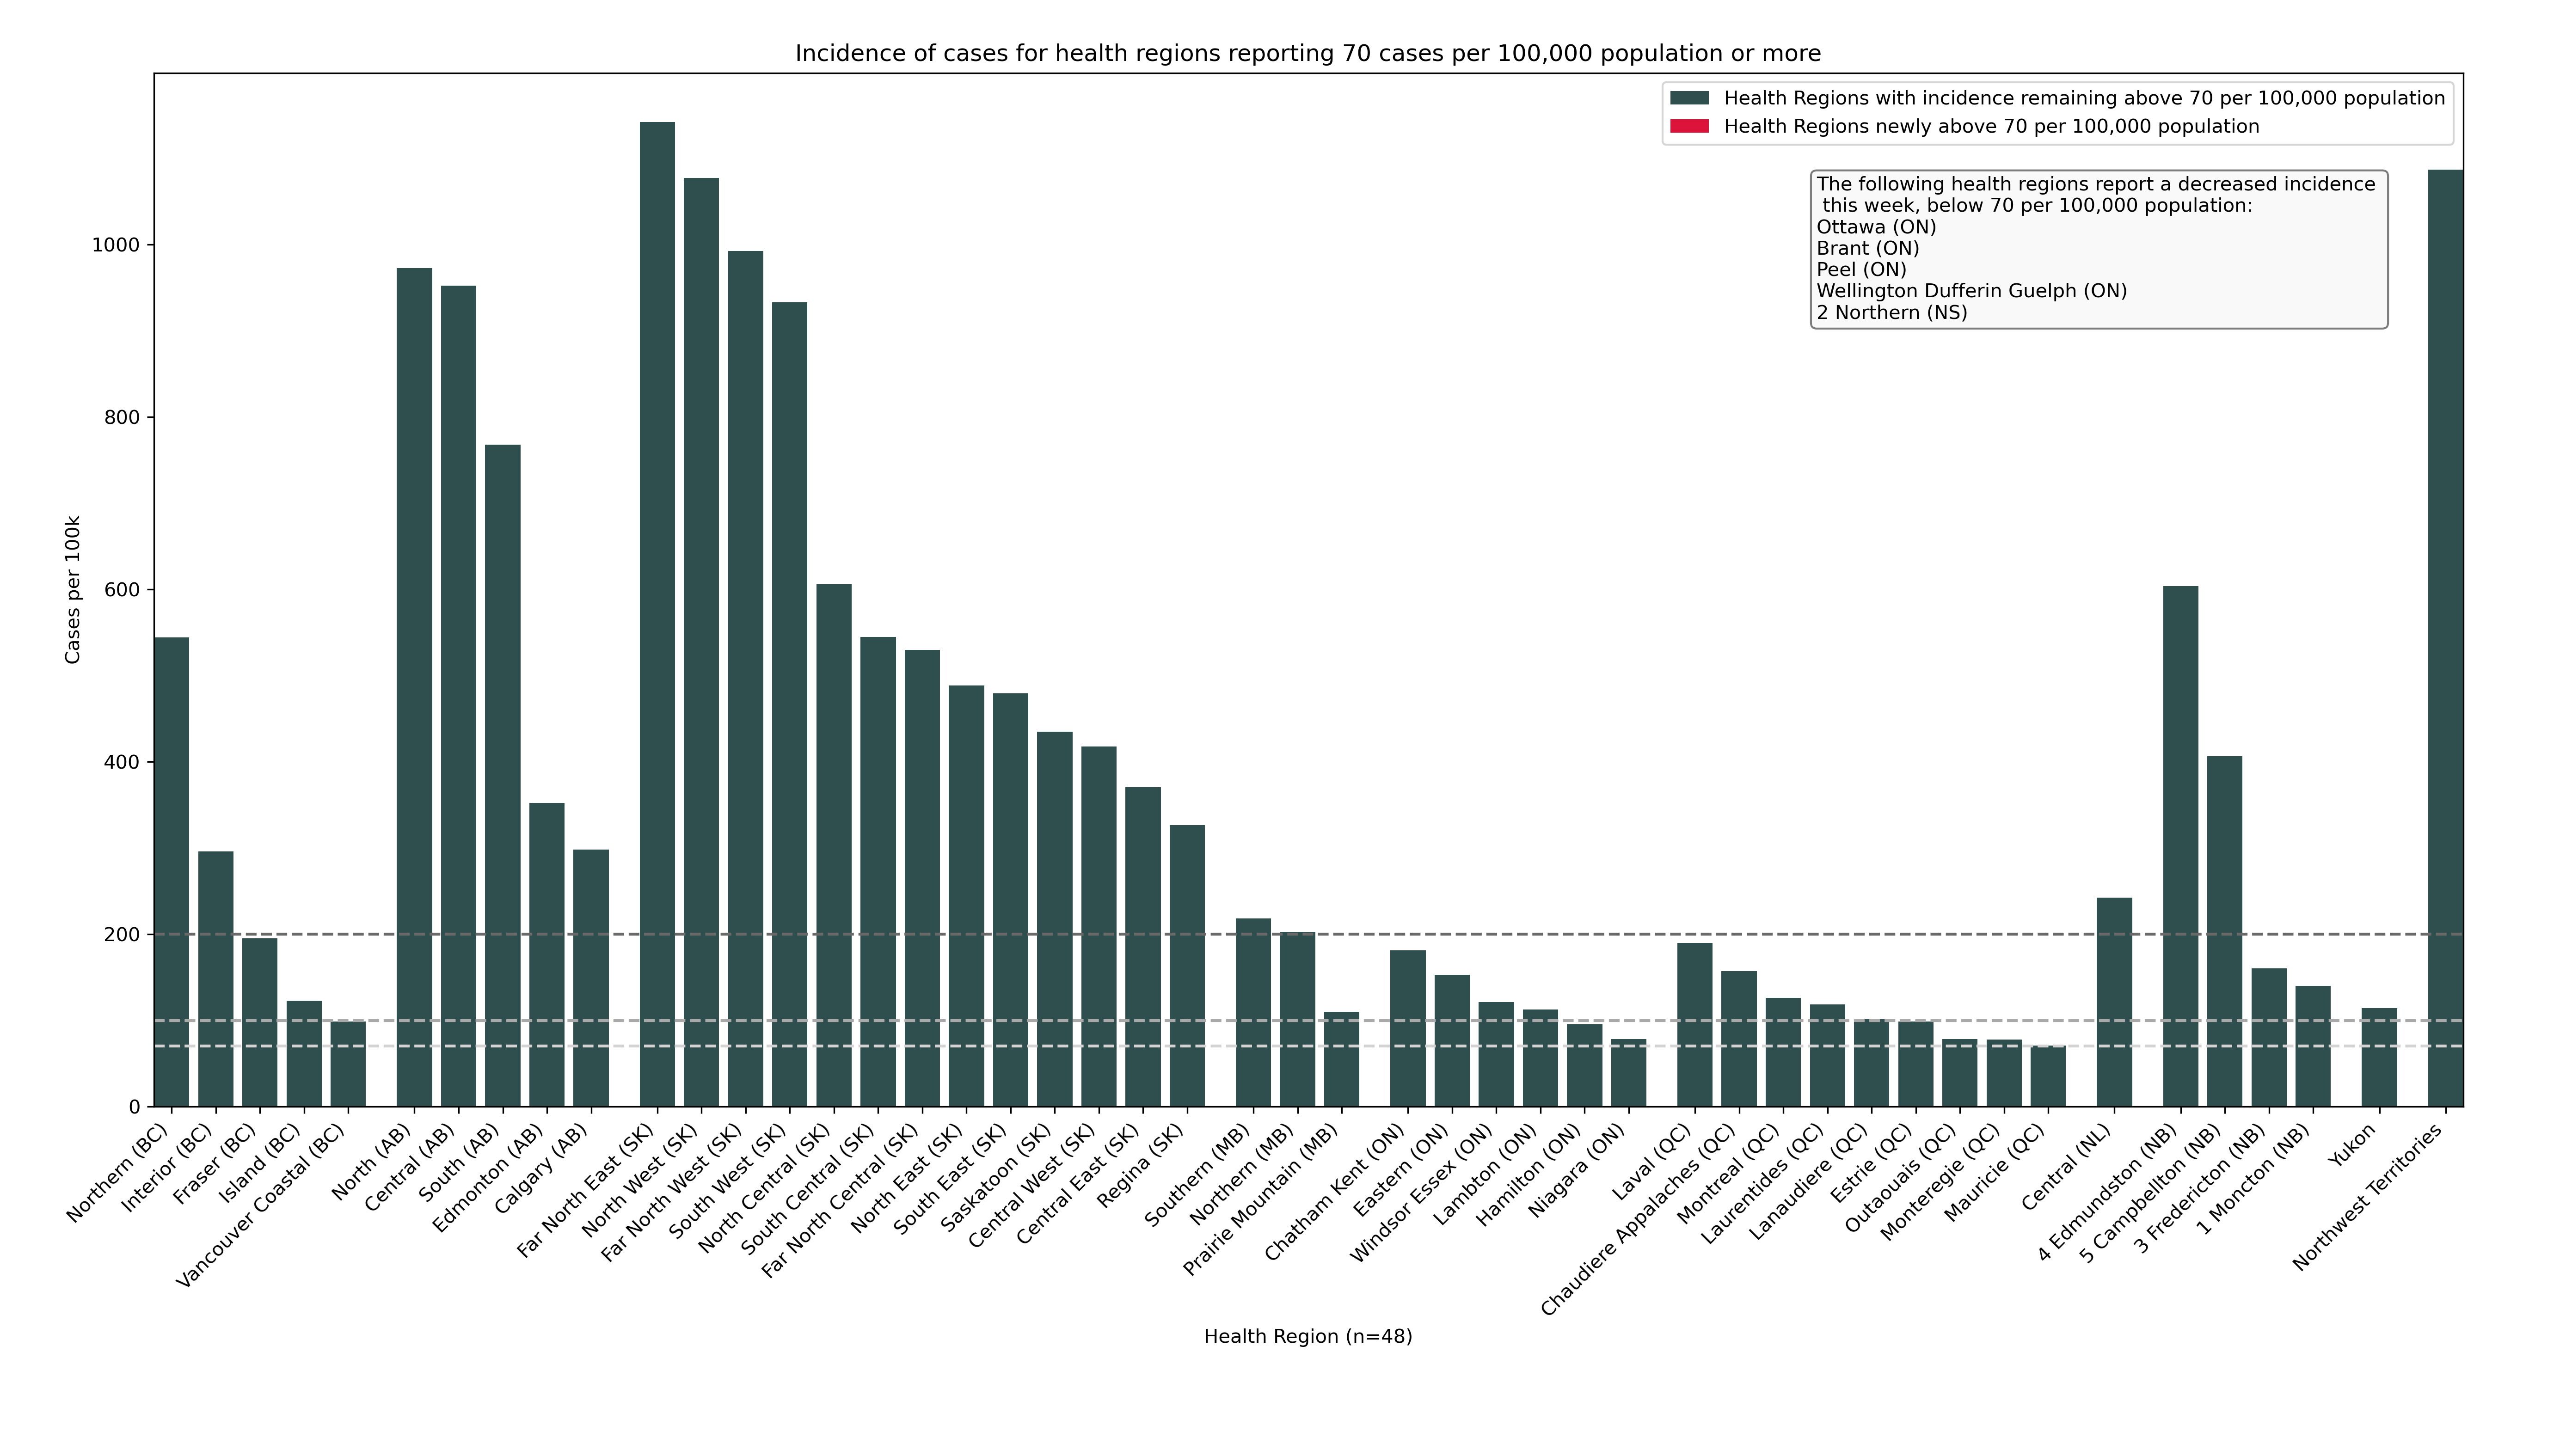 Incidence of cases for health regions reporting 70 cases per 100,000 population or more
Health Regions with incidence remaining above 70 per 100,000 population
Health Regions newly above 70 per 100,000 population
The following health regions report a decreased incidence
this week, below 70 per 100,000 population:
Ottawa (ON)
Brant (ON)
Peel (ON)
Wellington Dufferin Guelph (ON)
2 Northern (NS)
Cases per 100k
1000
800
600
400
200
0
Northern (BC)
Interior (BC)
Fraser (BC)
Island (BC)
Vancouver Coastal (BC)
North (AB)
Central (AB)
South (AB)
Edmonton (AB)
Calgary (AB)
Far North East (SK)
North West (SK)
Far North West (SK)
South West (SK)
North Central (SK)
South Central (SK)
Far North Central (SK)
North East (SK)
South East (SK)
Saskatoon (SK)
Central West (SK)
Central East (SK)
Regina (SK)
Southern (MB)
Northern (MB)
Prairie Mountain (MB)
Chatham Kent (ON)
Eastern (ON)
Windsor Essex (ON)
Lambton (ON)
Hamilton (ON)
Niagara (ON)
Laval (QC)
Chaudiere Appalaches (QC)
Montreal (QC)
Laurentides (QC)
Lanaudiere (QC)
Estrie (QC)
Outaouais (QC)
Monteregie (QC)
Mauricie (QC)
Central (NL)
4 Edmundston (NB)
5 Campbellton (NB)
3 Fredericton (NB)
1 Moncton (NB)
Yukon
Northwest Territories
Health Region (n=48)